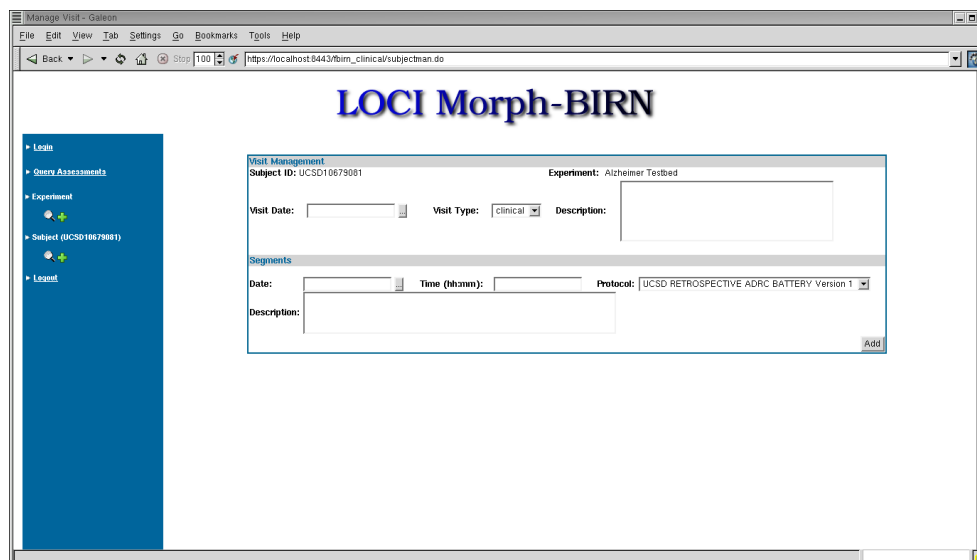 Manage Visit - Galeon
File Edit View Tab Settings Go Bookmarks Tools Help
Back Stop 100 https://localhost:8443/fbirn_clinical/subjectman.do
LOCI Morph-BIRN
Login
Query Assessments
Experiment
Subject (UCSD10679081)
Logout
Visit Management
Subject ID: UCSD10679081 Experiment: Alzheimer Testbed
Visit Date: ... Visit Type: clinical Description:
Segments
Date: ... Time (hh:mm): Protocol: UCSD RETROSPECTIVE ADRC BATTERY Version 1
Description:
Add